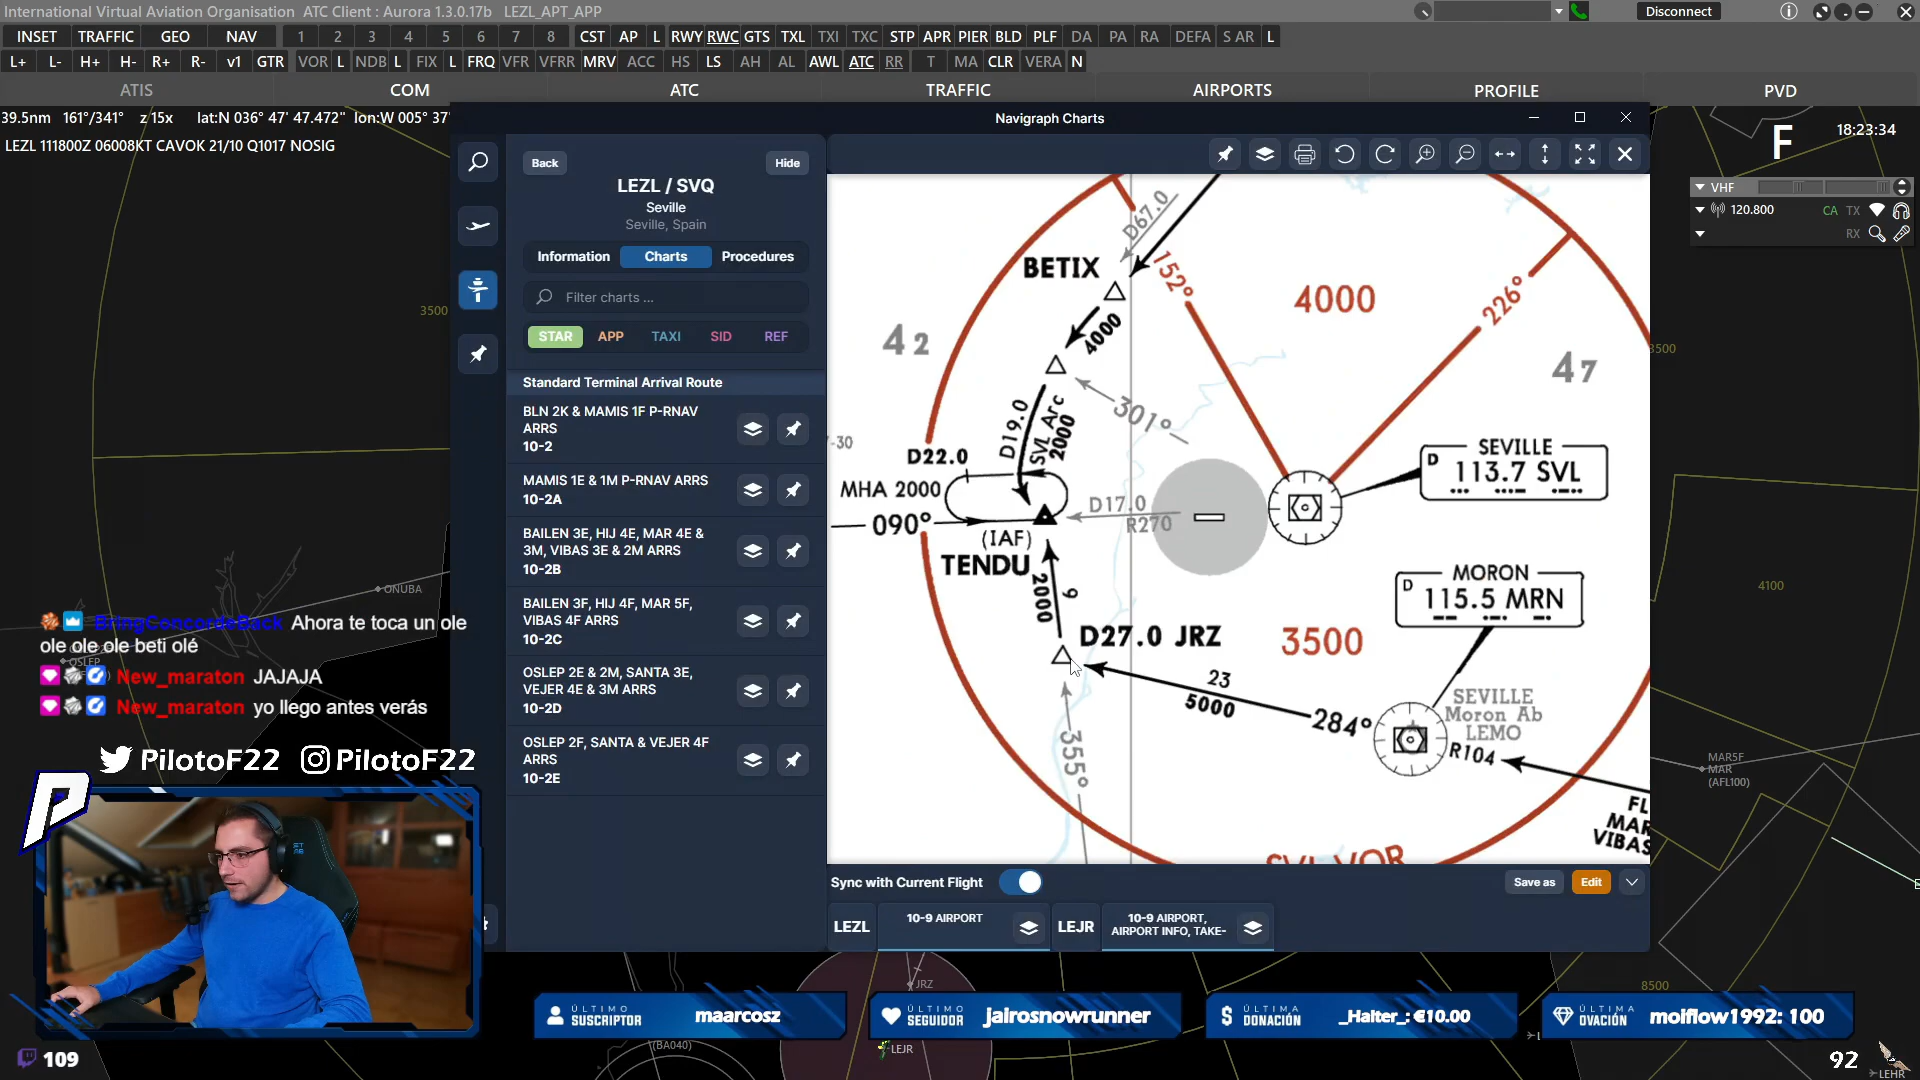 International Virtual Aviation Organisation ATC Client : Aurora 1.3.0.17b LEZL_APT_APP
Disconnect
INSET TRAFFIC GEO NAV 1 2 3 4 5 6 7 8 CST AP L RWY RWC GTS TXL TXI TXC STP APR PIER BLD PLF DA PA RA DEFA S AR L
L+ L- H+ H- R+ R- v1 GTR VOR L NDB L FIX L FRQ VFR VFRR MRV ACC HS LS AH AL AWL ATC RR T MA CLR VERA N
ATIS COM ATC TRAFFIC AIRPORTS PROFILE PVD
39.5nm 161°/341° z 15x lat:N 036° 47' 47.472" lon:W 005° 37'
LEZL 111800Z 06008KT CAVOK 21/10 Q1017 NOSIG
F
18:23:34
VHF
120.800 CA TX
RX
Navigraph Charts
Back
Hide
LEZL / SVQ
Seville
Seville, Spain
Information Charts Procedures
Filter charts ...
STAR APP TAXI SID REF
Standard Terminal Arrival Route
BLN 2K & MAMIS 1F P-RNAV
ARRS
10-2
MAMIS 1E & 1M P-RNAV ARRS
10-2A
BAILEN 3E, HIJ 4E, MAR 4E &
3M, VIBAS 3E & 2M ARRS
10-2B
BAILEN 3F, HIJ 4F, MAR 5F,
VIBAS 4F ARRS
10-2C
OSLEP 2E & 2M, SANTA 3E,
VEJER 4E & 3M ARRS
10-2D
OSLEP 2F, SANTA & VEJER 4F
ARRS
10-2E
D67.0
BETIX
152°
4000
226°
4000
42
47
301°
D19.0
SVL Arc
2000
-30
D22.0
MHA 2000
090°
D17.0
R270
(IAF)
TENDU
SEVILLE
D 113.7 SVL
MORON
D 115.5 MRN
9
2000
D27.0 JRZ
3500
23
5000
284°
SEVILLE
Moron Ab
LEMO
R104
355°
FL
MAR
VIBAS
SVL VOR
Sync with Current Flight
Save as
Edit
LEZL
10-9 AIRPORT
LEJR
10-9 AIRPORT,
AIRPORT INFO, TAKE-
3500
3500
4100
8500
ONUBA
OSLEP
MAR5F
MAR
(AFL100)
JRZ
LEJR
(BA040)
LEHR
BringConcordeBack Ahora te toca un ole
ole ole ole beti olé
New_maraton JAJAJA
New_maraton yo llego antes verás
PilotoF22 PilotoF22
P
ÚLTIMO
SUSCRIPTOR
maarcosz
ÚLTIMO
SEGUIDOR
jairosnowrunner
ÚLTIMA
DONACIÓN
_Halter_: €10.00
ÚLTIMA
OVACIÓN
moiflow1992: 100
109
92